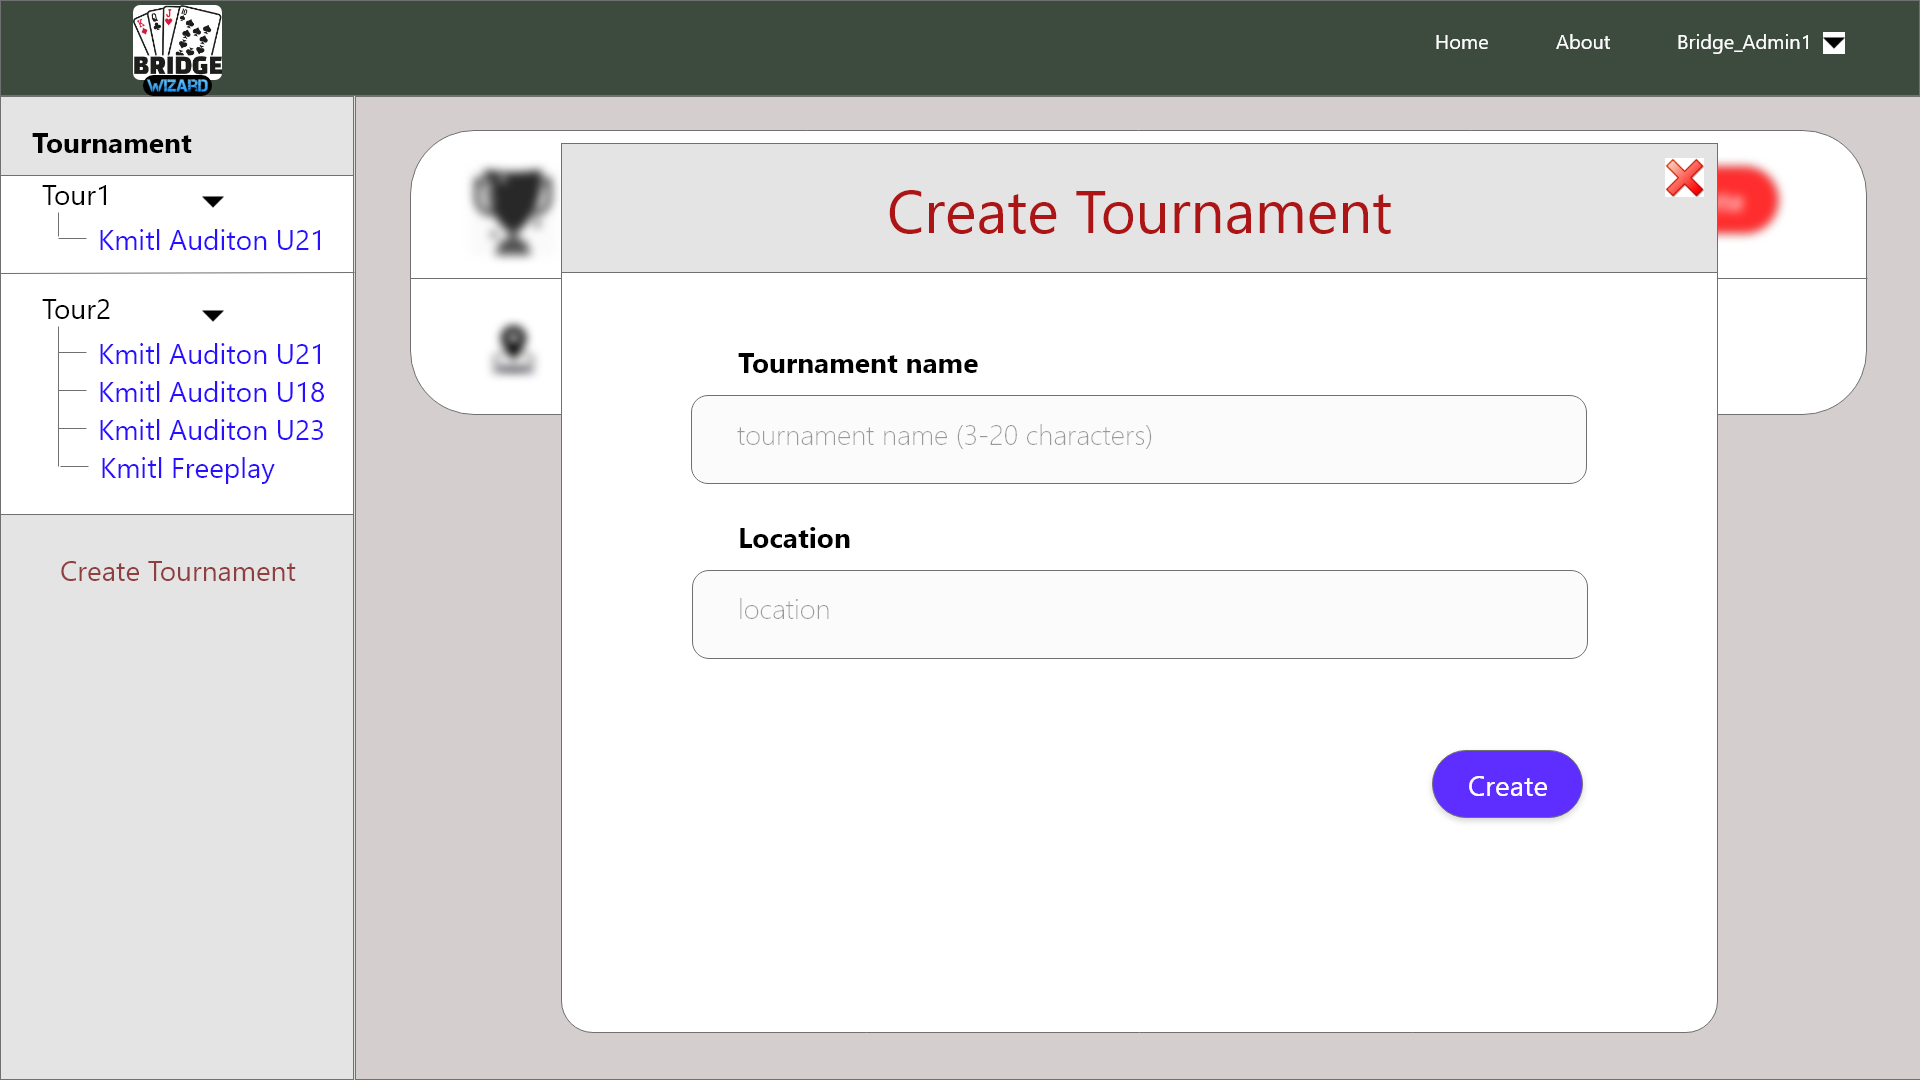 K Q J 10
BRIDGE
WIZARD
Home
About
Bridge_Admin1
Tournament
Tour1
Kmitl Auditon U21
Tour2
Kmitl Auditon U21
Kmitl Auditon U18
Kmitl Auditon U23
Kmitl Freeplay
Create Tournament
Create Tournament
Tournament name
tournament name (3-20 characters)
Location
location
Create